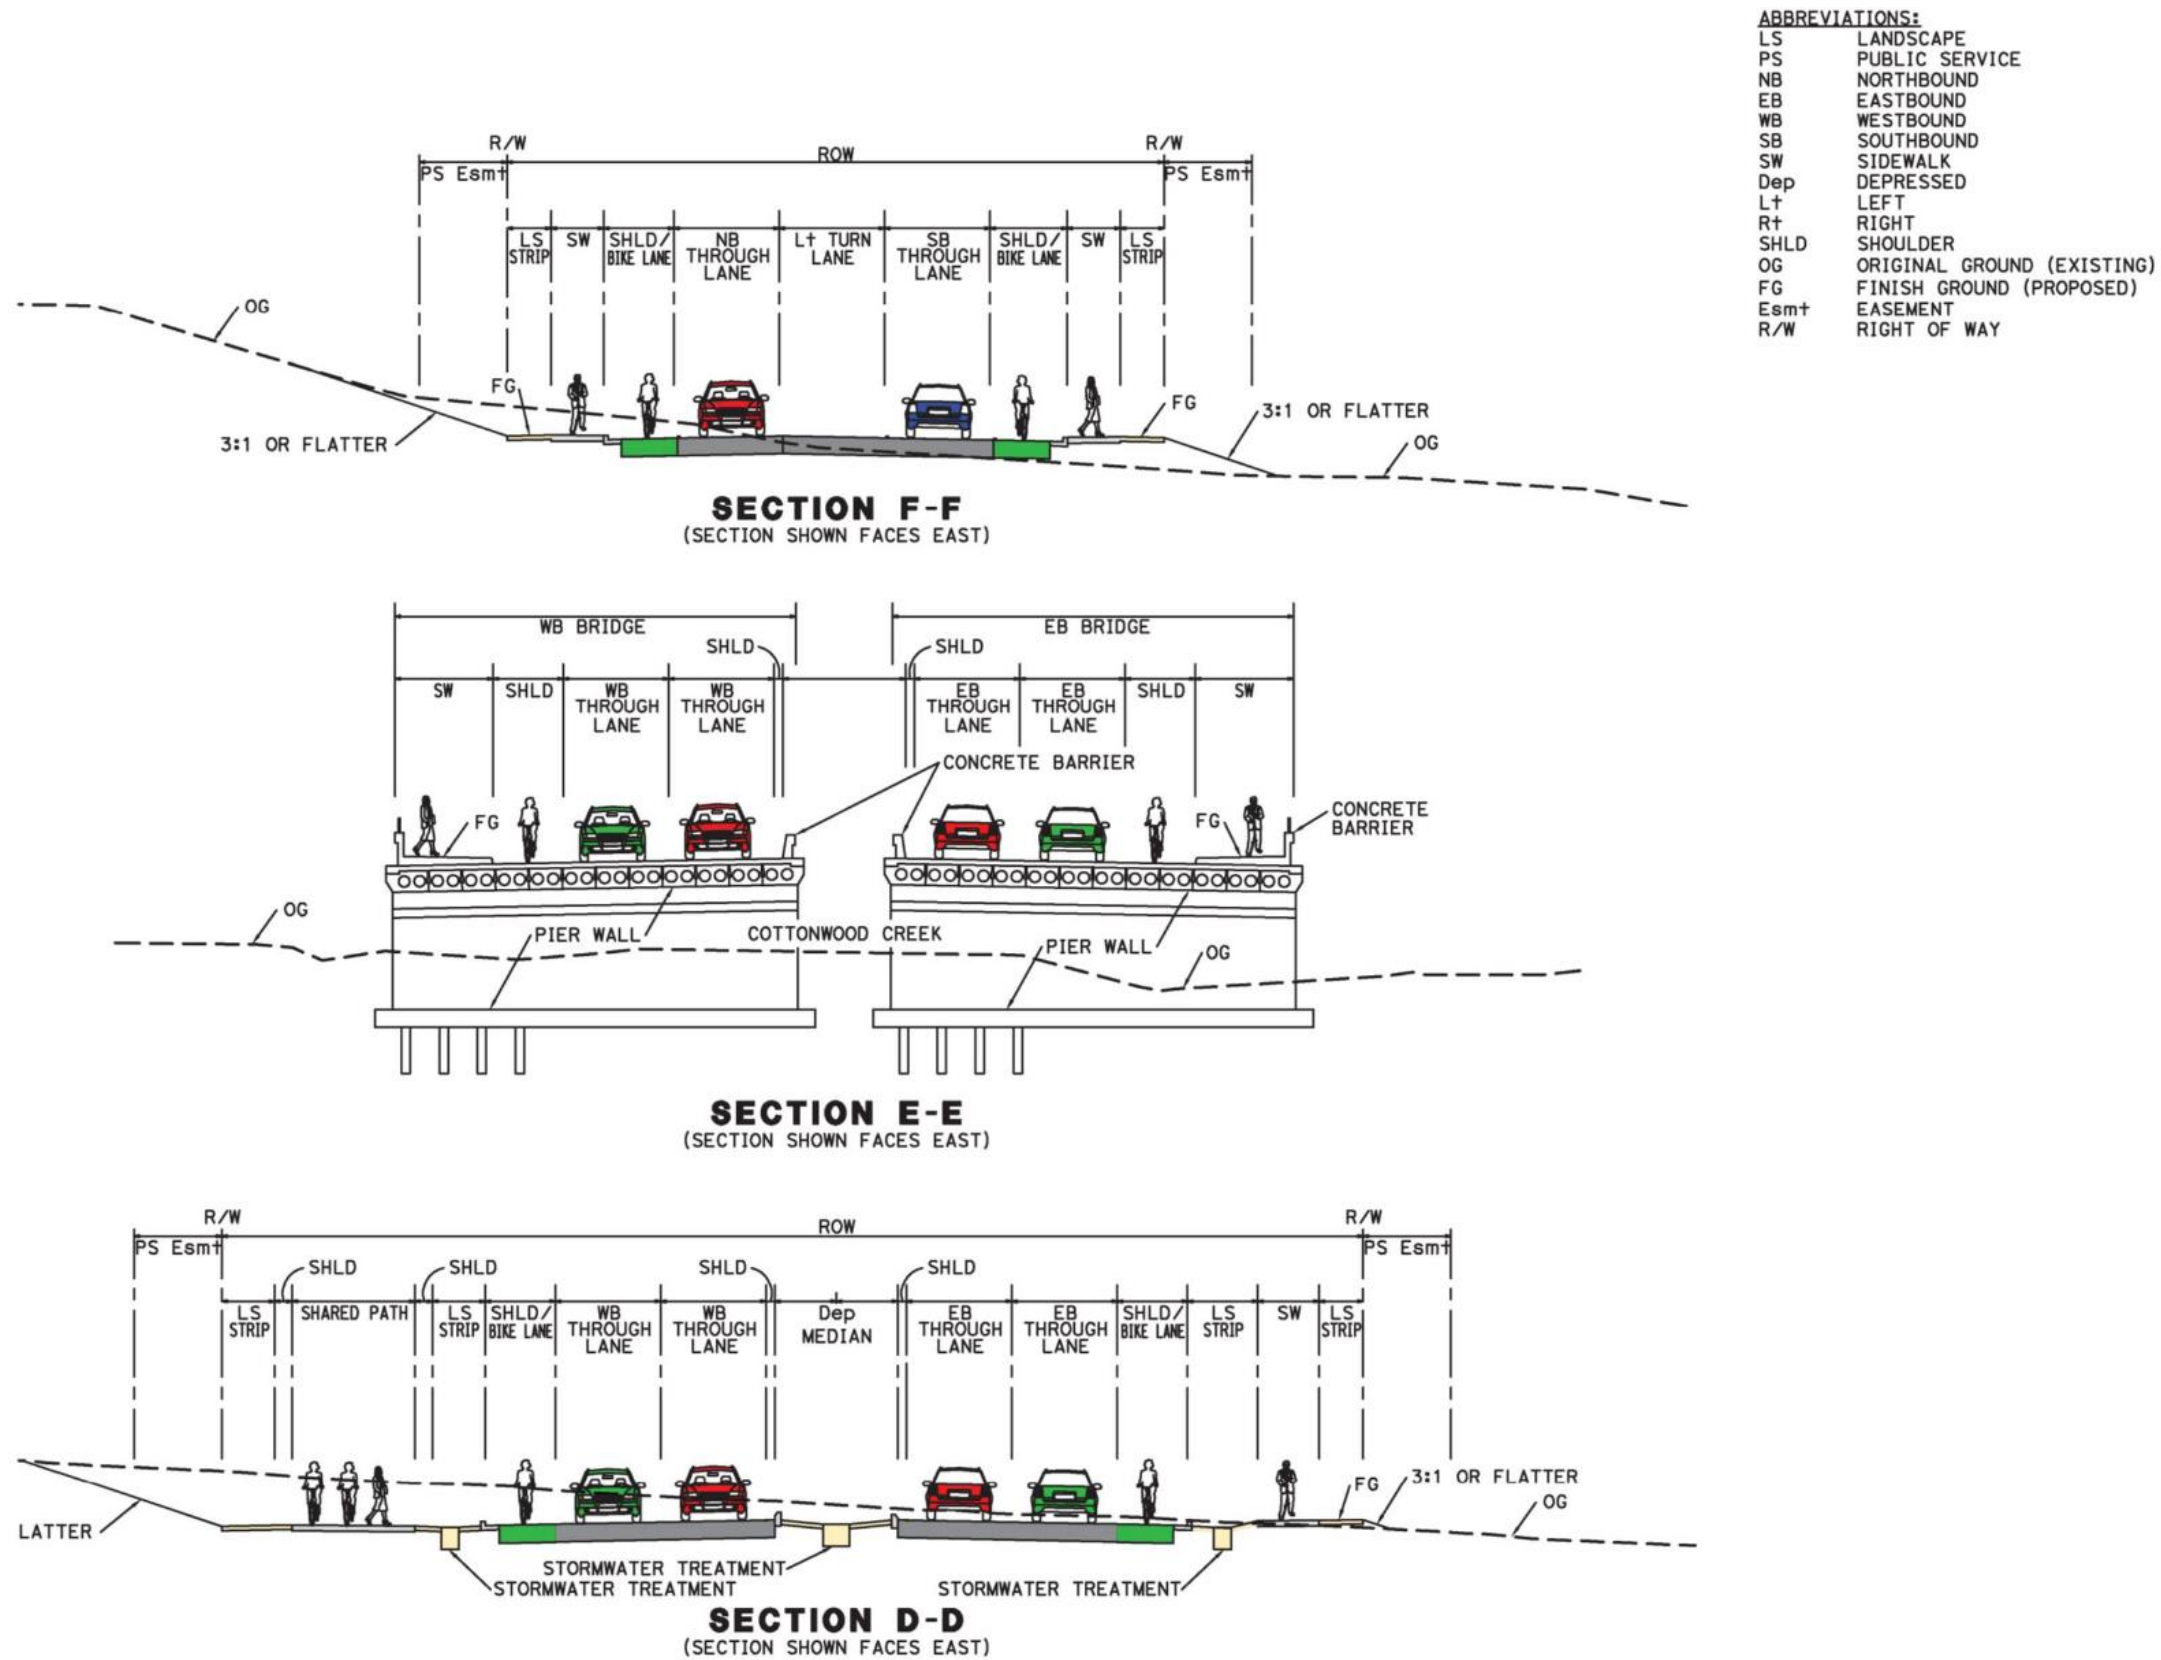 ABBREVIATIONS:
LS LANDSCAPE
PS PUBLIC SERVICE
NB NORTHBOUND
EB EASTBOUND
WB WESTBOUND
SB SOUTHBOUND
SW SIDEWALK
Dep DEPRESSED
Lt LEFT
Rt RIGHT
SHLD SHOULDER
OG ORIGINAL GROUND (EXISTING)
FG FINISH GROUND (PROPOSED)
Esmt EASEMENT
R/W RIGHT OF WAY
R/W
ROW
R/W
PS Esmt
PS Esmt
LS
STRIP
SW
SHLD/
BIKE LANE
NB
THROUGH
LANE
Lt TURN
LANE
SB
THROUGH
LANE
SHLD/
BIKE LANE
SW
LS
STRIP
OG
FG
3:1 OR FLATTER
FG
3:1 OR FLATTER
OG
SECTION F-F
(SECTION SHOWN FACES EAST)
WB BRIDGE
EB BRIDGE
SHLD
SHLD
SW
SHLD
WB
THROUGH
LANE
WB
THROUGH
LANE
EB
THROUGH
LANE
EB
THROUGH
LANE
SHLD
SW
CONCRETE BARRIER
FG
FG
CONCRETE
BARRIER
OG
PIER WALL
COTTONWOOD CREEK
PIER WALL
OG
SECTION E-E
(SECTION SHOWN FACES EAST)
R/W
ROW
R/W
PS Esmt
PS Esmt
SHLD
SHLD
SHLD
SHLD
LS
STRIP
SHARED PATH
LS
STRIP
SHLD/
BIKE LANE
WB
THROUGH
LANE
WB
THROUGH
LANE
Dep
MEDIAN
EB
THROUGH
LANE
EB
THROUGH
LANE
SHLD/
BIKE LANE
LS
STRIP
SW
LS
STRIP
LATTER
FG
3:1 OR FLATTER
OG
STORMWATER TREATMENT
STORMWATER TREATMENT
STORMWATER TREATMENT
SECTION D-D
(SECTION SHOWN FACES EAST)